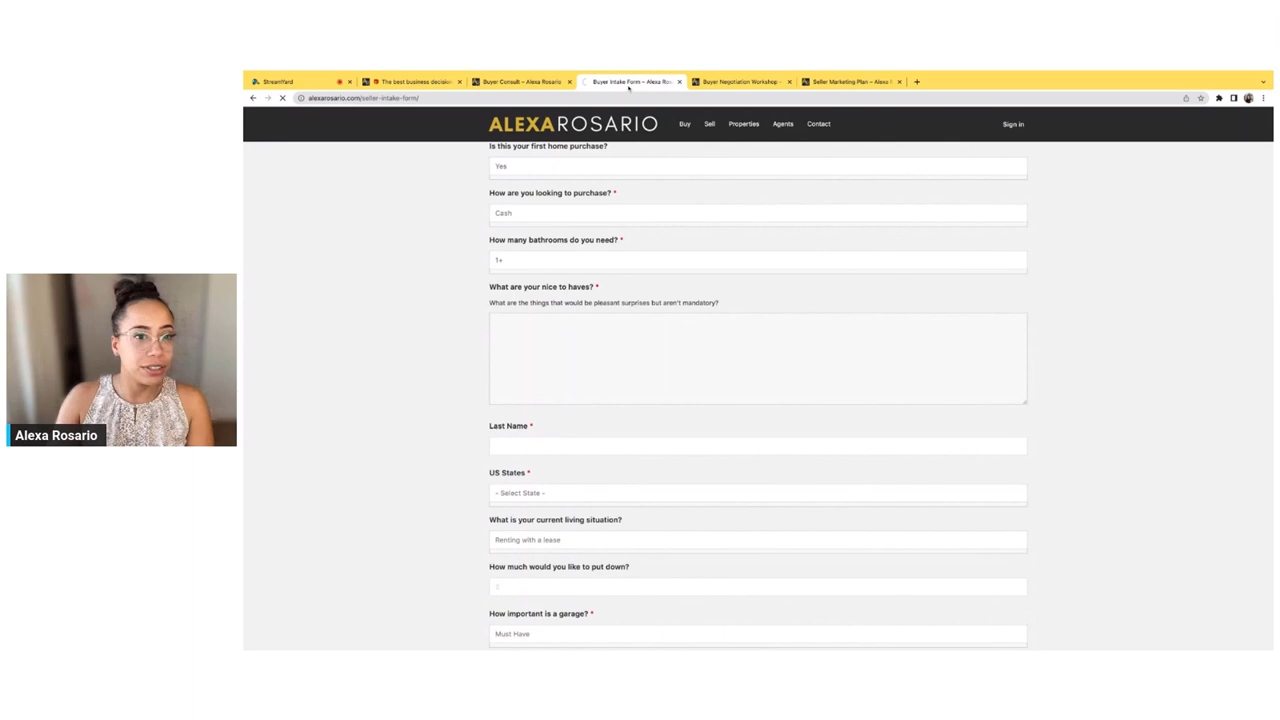 StreamYard
The best business decision
Buyer Consult – Alexa Rosario
Buyer Intake Form – Alexa Ros
Buyer Negotiation Workshop –
Seller Marketing Plan – Alexa
alexarosario.com/seller-intake-form/
ALEXAROSARIO
Buy
Sell
Properties
Agents
Contact
Sign in
Is this your first home purchase?
Yes
How are you looking to purchase? *
Cash
How many bathrooms do you need? *
1+
What are your nice to haves? *
What are the things that would be pleasant surprises but aren't mandatory?
Last Name *
US States *
- Select State -
What is your current living situation?
Renting with a lease
How much would you like to put down?
How important is a garage? *
Must Have
Alexa Rosario